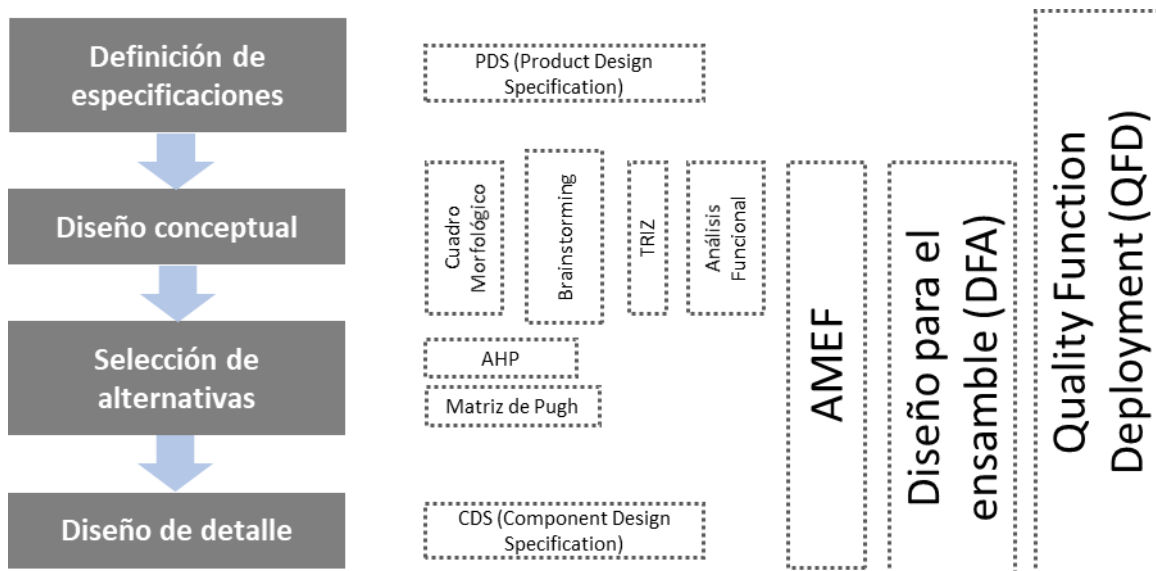 Definición de
especificaciones
Diseño conceptual
Selección de
alternativas
Diseño de detalle
PDS (Product Design
Specification)
Cuadro
Morfológico
Brainstorming
TRIZ
Análisis
Funcional
AHP
Matriz de Pugh
CDS (Component Design
Specification)
AMEF
Diseño para el
ensamble (DFA)
Quality Function
Deployment (QFD)